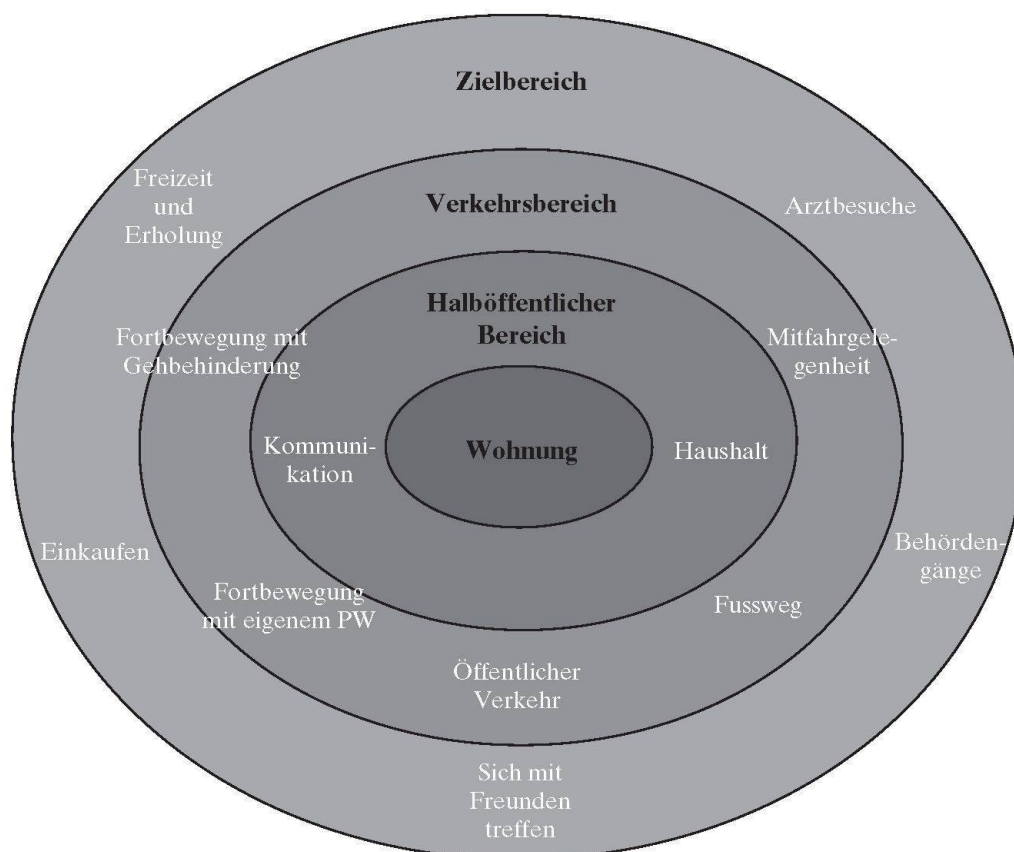 Zielbereich
Freizeit
und
Erholung
Arztbesuche
Verkehrsbereich
Halböffentlicher
Bereich
Fortbewegung mit
Gehbehinderung
Mitfahrgele-
genheit
Kommuni-
kation
Wohnung
Haushalt
Einkaufen
Behörden-
gänge
Fortbewegung
mit eigenem PW
Fussweg
Öffentlicher
Verkehr
Sich mit
Freunden
treffen